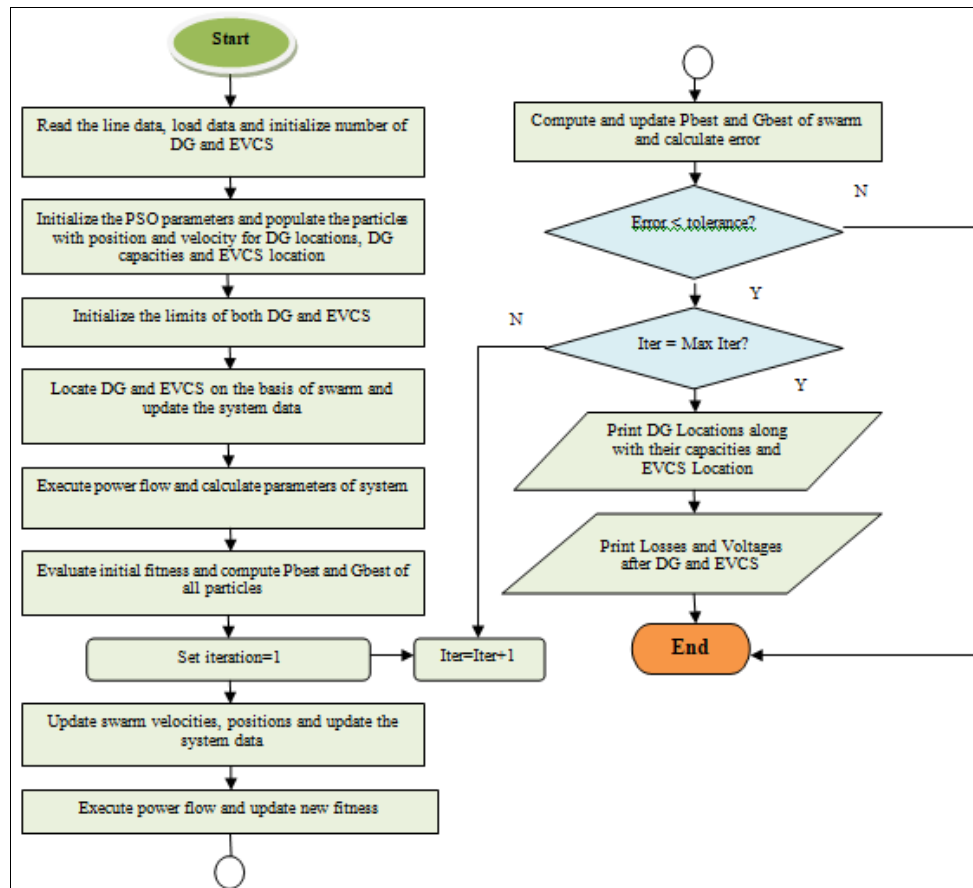 Start
Read the line data, load data and initialize number of
DG and EVCS
Initialize the PSO parameters and populate the particles
with position and velocity for DG locations, DG
capacities and EVCS location
Initialize the limits of both DG and EVCS
Locate DG and EVCS on the basis of swarm and
update the system data
Execute power flow and calculate parameters of system
Evaluate initial fitness and compute Pbest and Gbest of
all particles
Set iteration=1
Iter=Iter+1
Update swarm velocities, positions and update the
system data
Execute power flow and update new fitness
Compute and update Pbest and Gbest of swarm
and calculate error
N
Error ≤ tolerance?
Y
N
Iter = Max Iter?
Y
Print DG Locations along
with their capacities and
EVCS Location
Print Losses and Voltages
after DG and EVCS
End